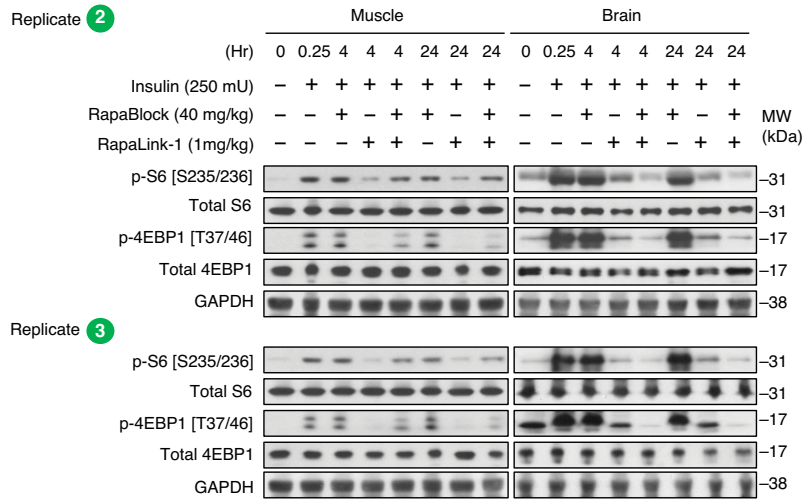 Replicate 2
Muscle Brain
(Hr) 0 0.25 4 4 4 24 24 24 0 0.25 4 4 4 24 24 24
Insulin (250 mU) – + + + + + + + – + + + + + + +
RapaBlock (40 mg/kg) – – + – + + – + – – + – + + – +
MW
RapaLink-1 (1mg/kg) – – – + + – + + – – – + + – + +
(kDa)
p-S6 [S235/236] –31
Total S6 –31
p-4EBP1 [T37/46] –17
Total 4EBP1 –17
GAPDH –38
Replicate 3
p-S6 [S235/236] –31
Total S6 –31
p-4EBP1 [T37/46] –17
Total 4EBP1 –17
GAPDH –38